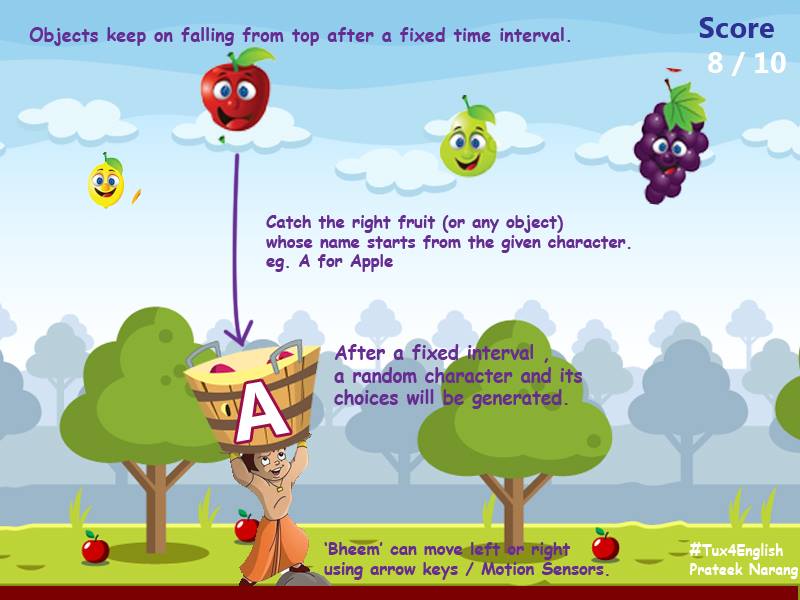 Objects keep on falling from top after a fixed time interval.
Score
8 / 10
Catch the right fruit (or any object)
whose name starts from the given character.
eg. A for Apple
After a fixed interval ,
a random character and its
choices will be generated.
A
'Bheem' can move left or right
using arrow keys / Motion Sensors.
#Tux4English
Prateek Narang